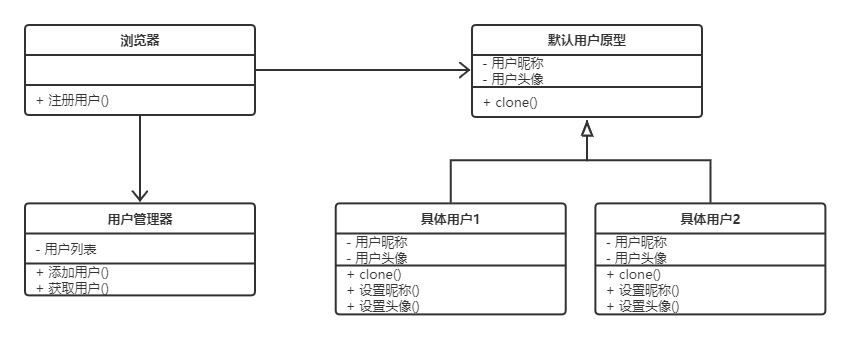 浏览器
+ 注册用户()
默认用户原型
- 用户昵称
- 用户头像
+ clone()
用户管理器
- 用户列表
+ 添加用户()
+ 获取用户()
具体用户1
- 用户昵称
- 用户头像
+ clone()
+ 设置昵称()
+ 设置头像()
具体用户2
- 用户昵称
- 用户头像
+ clone()
+ 设置昵称()
+ 设置头像()